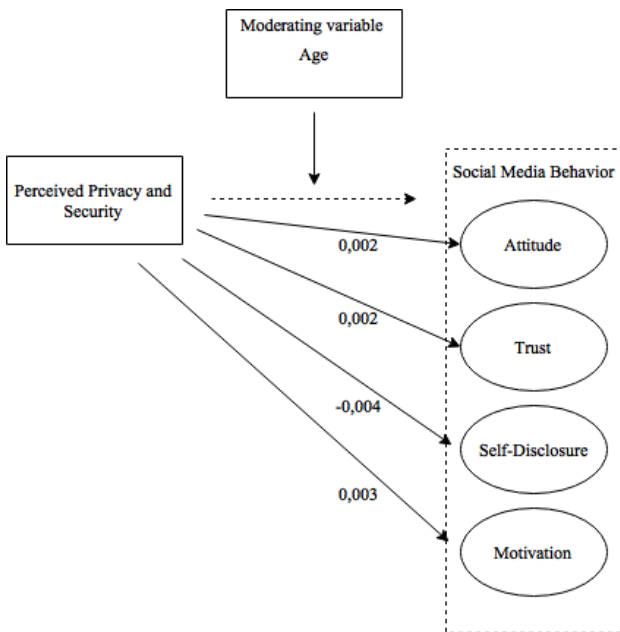 Moderating variable
Age
Perceived Privacy and
Security
Social Media Behavior
0,002
Attitude
0,002
Trust
-0,004
Self-Disclosure
0,003
Motivation